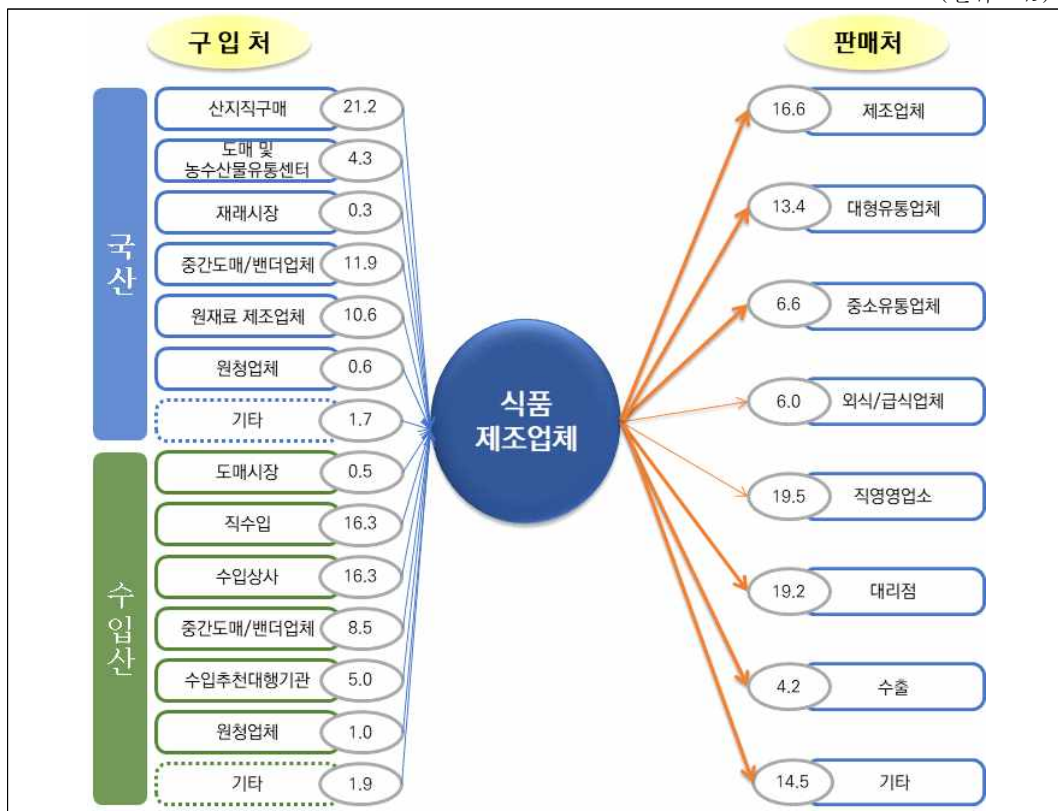 구 입 처
판매처
국산
산지직구매 21.2
도매 및
농수산물유통센터 4.3
재래시장 0.3
중간도매/밴더업체 11.9
원재료 제조업체 10.6
원청업체 0.6
기타 1.7
수입산
도매시장 0.5
직수입 16.3
수입상사 16.3
중간도매/밴더업체 8.5
수입추천대행기관 5.0
원청업체 1.0
기타 1.9
식품
제조업체
16.6 제조업체
13.4 대형유통업체
6.6 중소유통업체
6.0 외식/급식업체
19.5 직영영업소
19.2 대리점
4.2 수출
14.5 기타